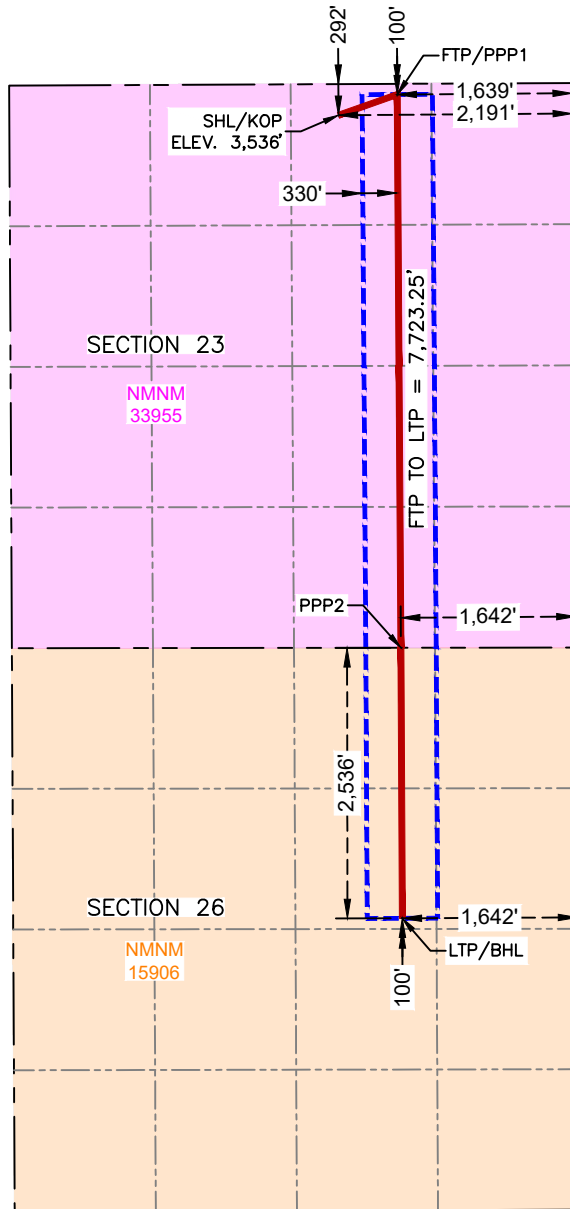 292'
100'
FTP/PPP1
1,639'
2,191'
SHL/KOP
ELEV. 3,536'
330'
FTP TO LTP = 7,723.25'
SECTION 23
NMNM
33955
PPP2
1,642'
2,536'
SECTION 26
NMNM
15906
1,642'
LTP/BHL
100'